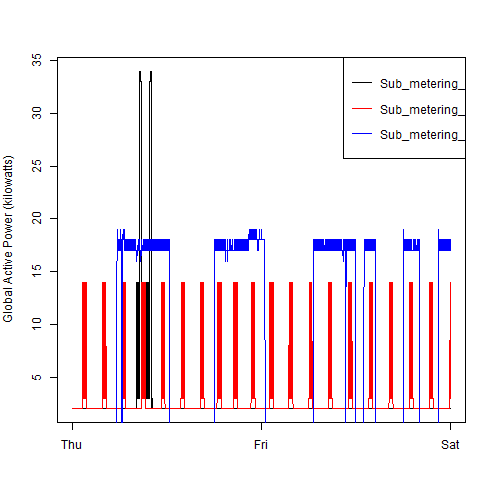 Sub_metering_
Sub_metering_
Sub_metering_
Global Active Power (kilowatts)
35
30
25
20
15
10
5
Thu Fri Sat